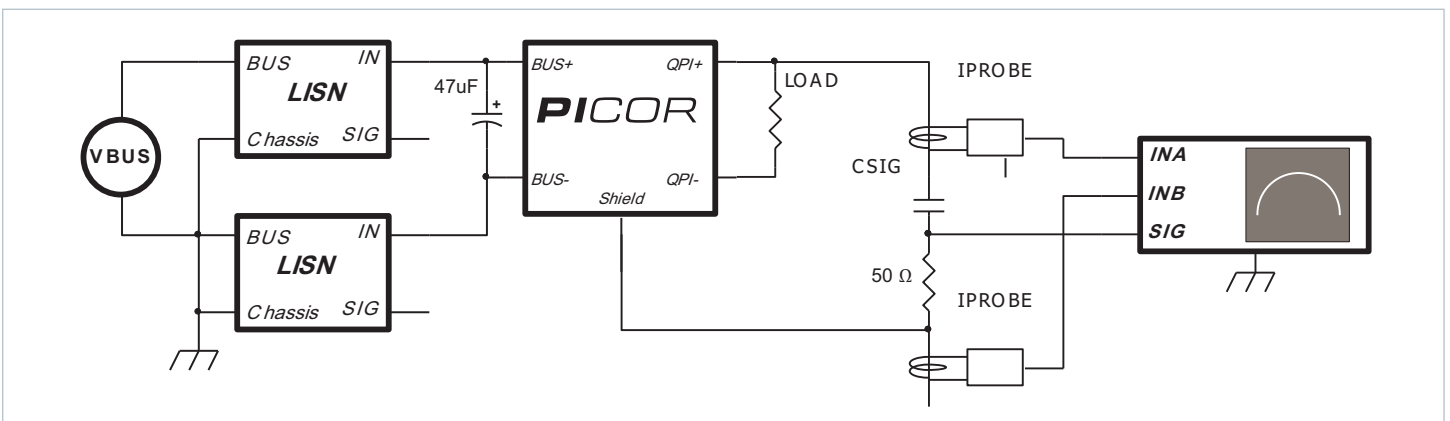 VBUS
BUS IN
LISN
Chassis SIG
BUS IN
LISN
Chassis SIG
47uF
+
BUS+ QPI+
PICOR
BUS- QPI-
Shield
LOAD
IPROBE
CSIG
50 Ω
IPROBE
INA
INB
SIG